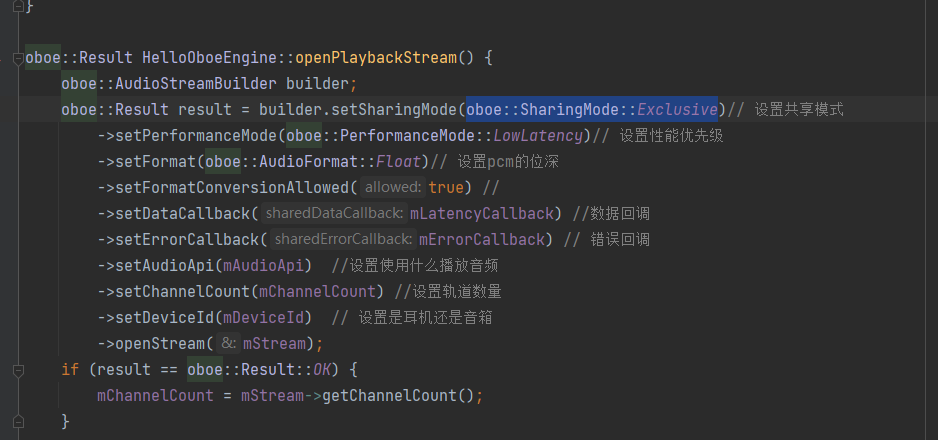 }
oboe::Result HelloOboeEngine::openPlaybackStream() {
oboe::AudioStreamBuilder builder;
oboe::Result result = builder.setSharingMode(oboe::SharingMode::Exclusive)// 设置共享模式
->setPerformanceMode(oboe::PerformanceMode::LowLatency)// 设置性能优先级
->setFormat(oboe::AudioFormat::Float)// 设置pcm的位深
->setFormatConversionAllowed( allowed: true) //
->setDataCallback( sharedDataCallback: mLatencyCallback) //数据回调
->setErrorCallback( sharedErrorCallback: mErrorCallback) // 错误回调
->setAudioApi(mAudioApi)  //设置使用什么播放音频
->setChannelCount(mChannelCount) //设置轨道数量
->setDeviceId(mDeviceId)  // 设置是耳机还是音箱
->openStream( &: mStream);
if (result == oboe::Result::OK) {
mChannelCount = mStream->getChannelCount();
}